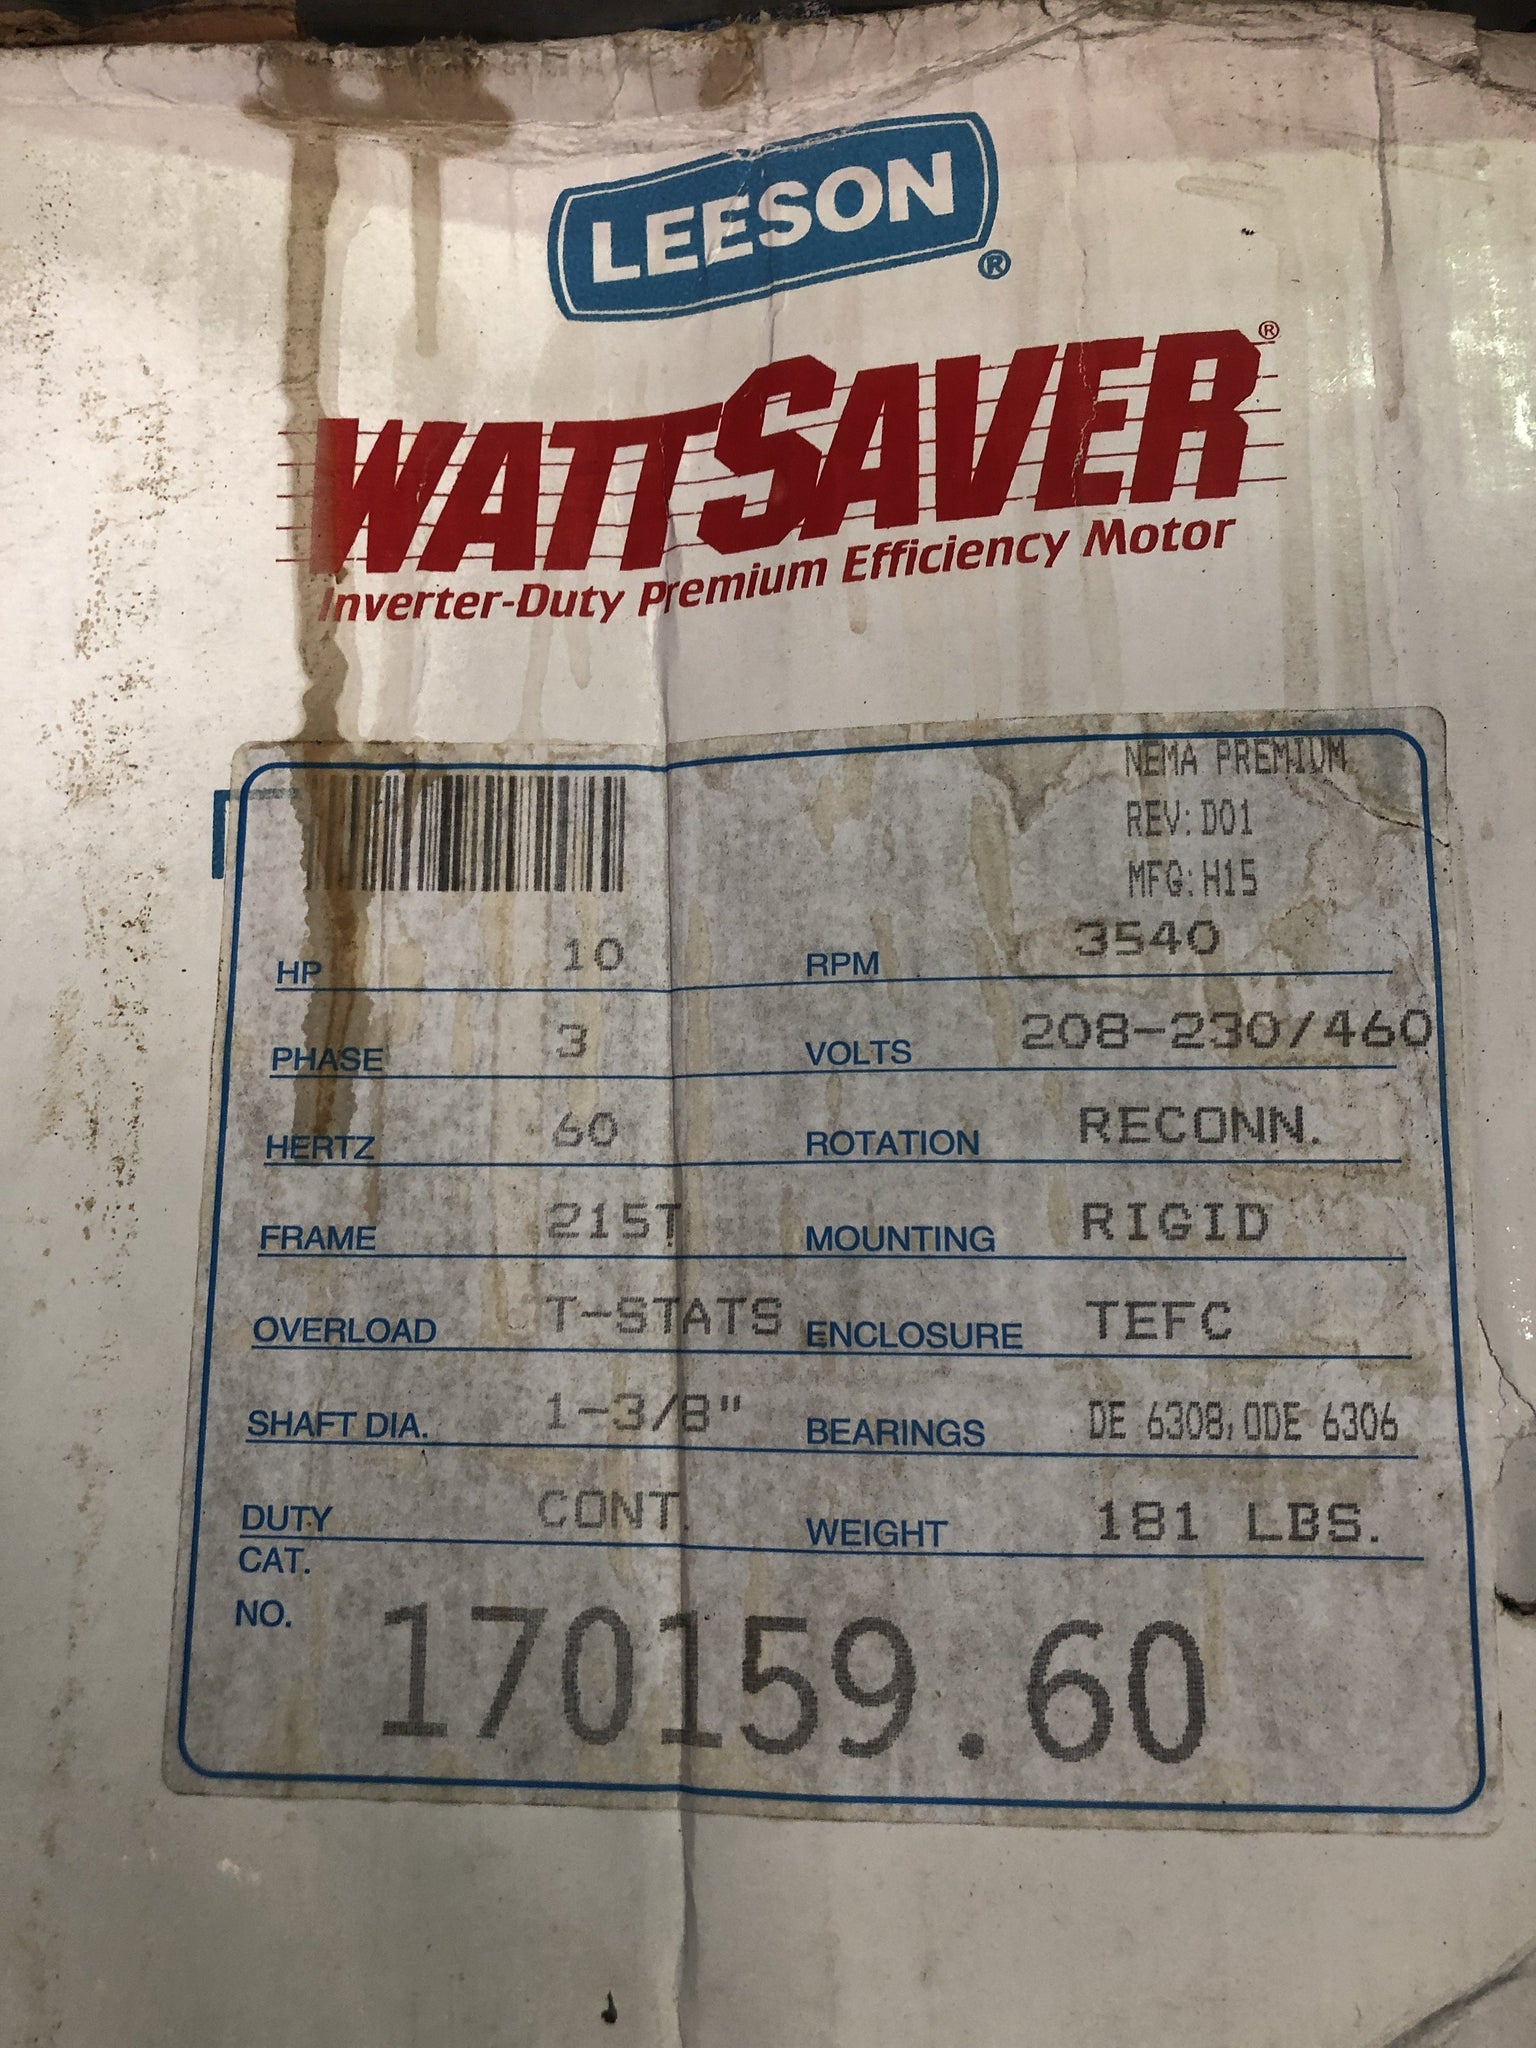 LEESON
®
WATTSAVER®
Inverter-Duty Premium Efficiency Motor
NEMA PREMIUM
REV: D01
MFG: H15
HP 10 RPM 3540
PHASE 3 VOLTS 208-230/460
HERTZ 60 ROTATION RECONN.
FRAME 215T MOUNTING RIGID
OVERLOAD T-STATS ENCLOSURE TEFC
SHAFT DIA. 1-3/8" BEARINGS DE 6308, ODE 6306
DUTY CONT. WEIGHT 181 LBS.
CAT.
NO. 170159.60